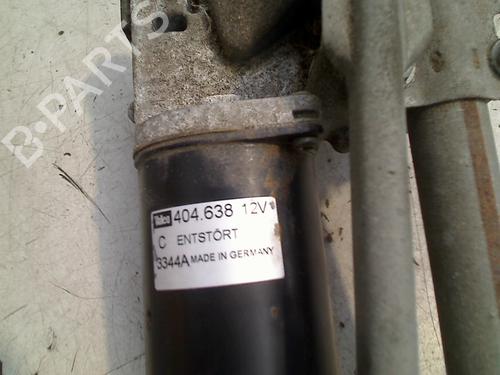 B-PARTS
Valeo 404.638 12V
C ENTSTÖRT
3344A MADE IN GERMANY